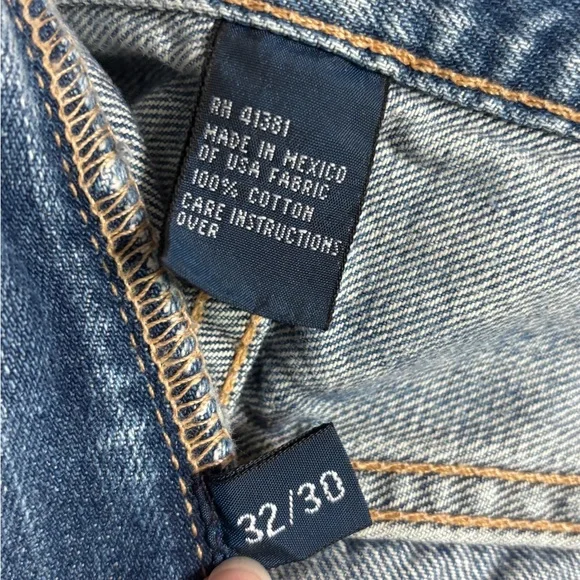 RN 41381
MADE IN MEXICO
OF USA FABRIC
100% COTTON
CARE INSTRUCTIONS
OVER
32/30